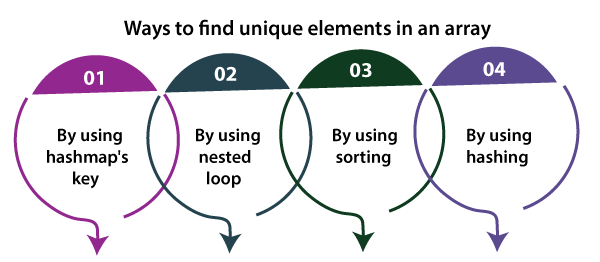 Ways to find unique elements in an array
01
By using
hashmap's
key
02
By using
nested
loop
03
By using
sorting
04
By using
hashing